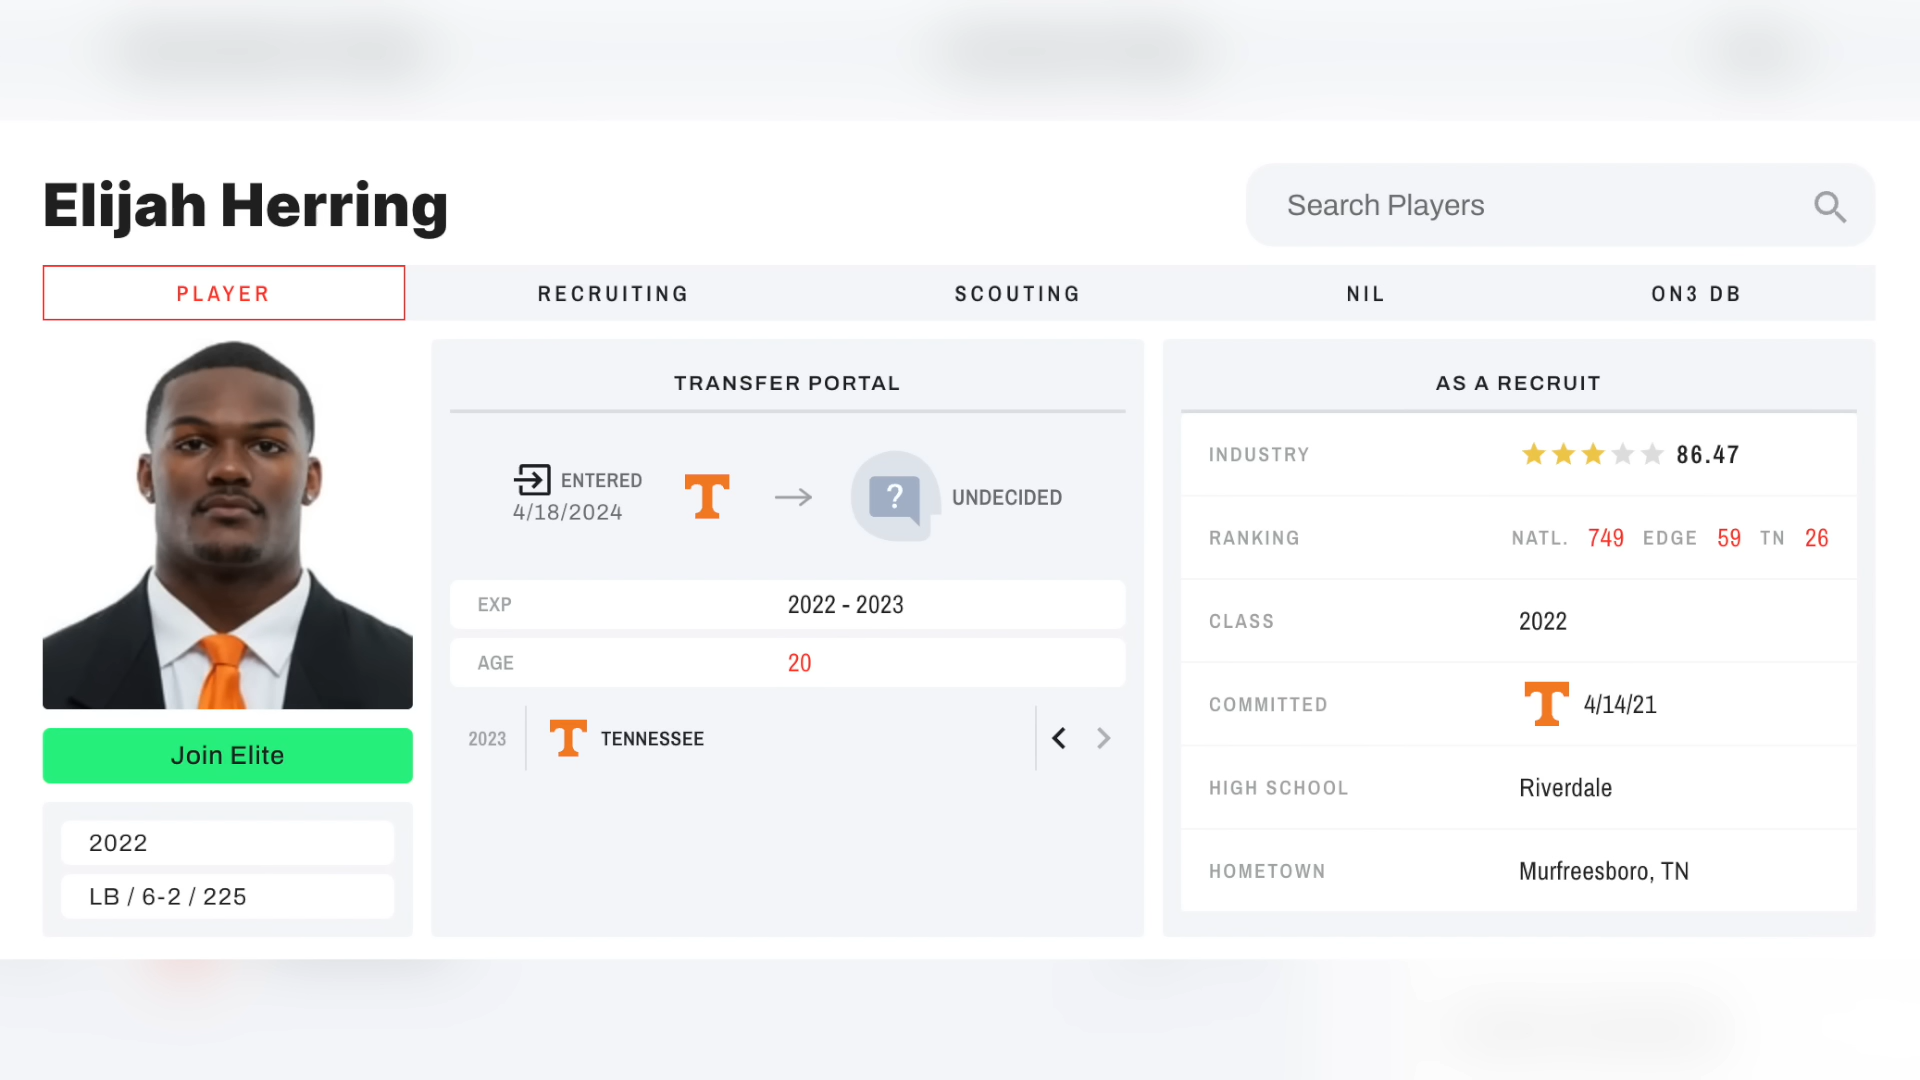 Elijah Herring
Search Players
PLAYER RECRUITING SCOUTING NIL ON3 DB
Join Elite
2022
LB / 6-2 / 225
TRANSFER PORTAL
ENTERED
4/18/2024
T
?
UNDECIDED
EXP 2022 - 2023
AGE 20
2023 T TENNESSEE
AS A RECRUIT
INDUSTRY 86.47
RANKING NATL. 749 EDGE 59 TN 26
CLASS 2022
COMMITTED T 4/14/21
HIGH SCHOOL Riverdale
HOMETOWN Murfreesboro, TN